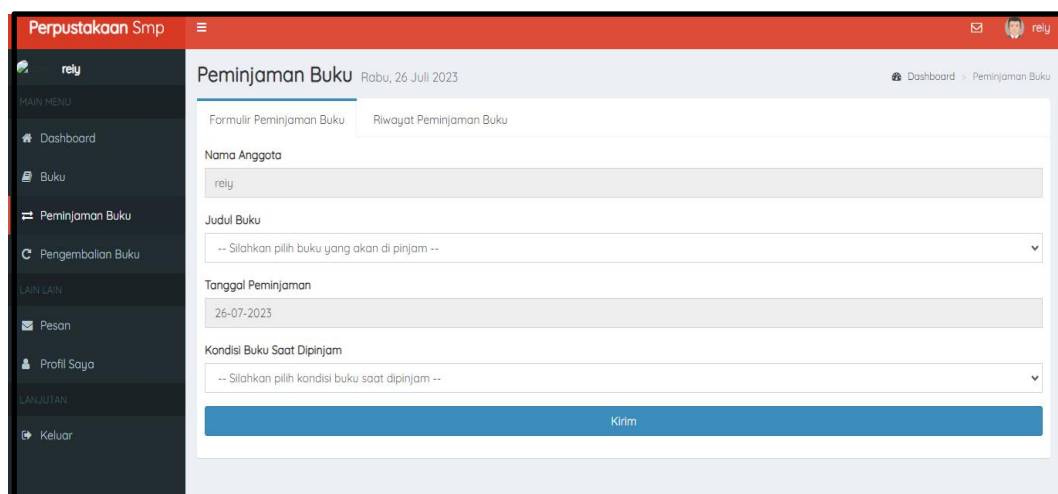 Perpustakaan Smp
reiy
reiy
MAIN MENU
Dashboard
Buku
Peminjaman Buku
Pengembalian Buku
LAIN LAIN
Pesan
Profil Saya
LANJUTAN
Keluar
Peminjaman Buku Rabu, 26 Juli 2023
Dashboard > Peminjaman Buku
Formulir Peminjaman Buku Riwayat Peminjaman Buku
Nama Anggota
reiy
Judul Buku
-- Silahkan pilih buku yang akan di pinjam --
Tanggal Peminjaman
26-07-2023
Kondisi Buku Saat Dipinjam
-- Silahkan pilih kondisi buku saat dipinjam --
Kirim